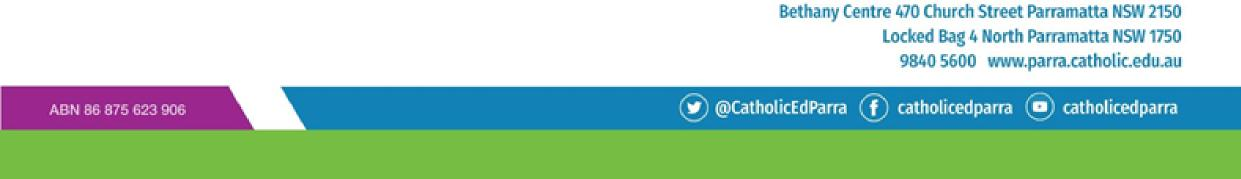 Bethany Centre 470 Church Street Parramatta NSW 2150
Locked Bag 4 North Parramatta NSW 1750
9840 5600 www.parra.catholic.edu.au
ABN 86 875 623 906
@CatholicEdParra catholicedparra catholicedparra